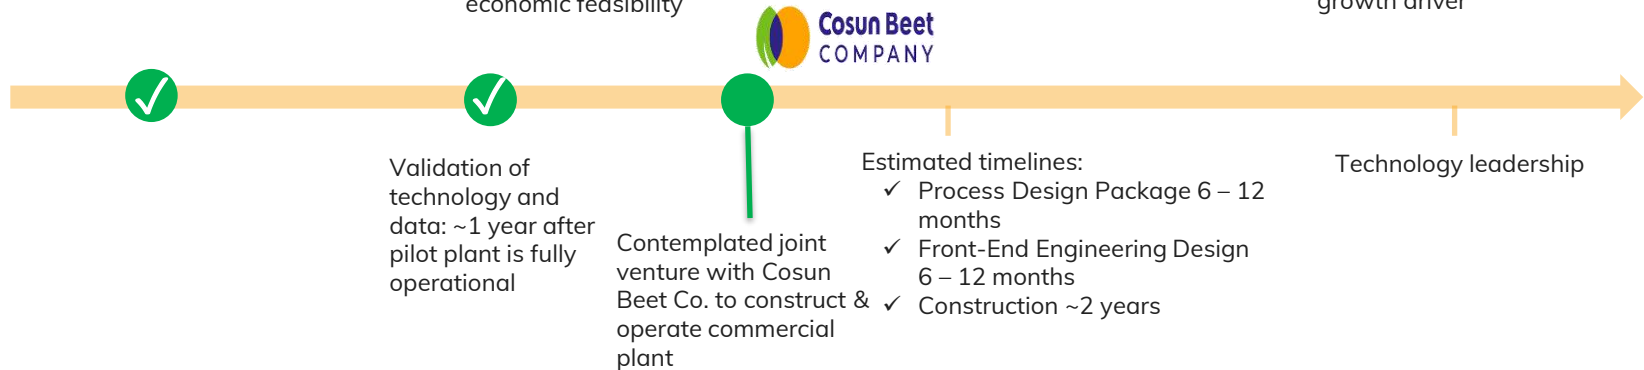 economic feasibility
growth driver
Cosun Beet
COMPANY
Validation of
technology and
data: ~1 year after
pilot plant is fully
operational
Contemplated joint
venture with Cosun
Beet Co. to construct &
operate commercial
plant
Estimated timelines:
✓ Process Design Package 6 – 12
months
✓ Front-End Engineering Design
6 – 12 months
✓ Construction ~2 years
Technology leadership